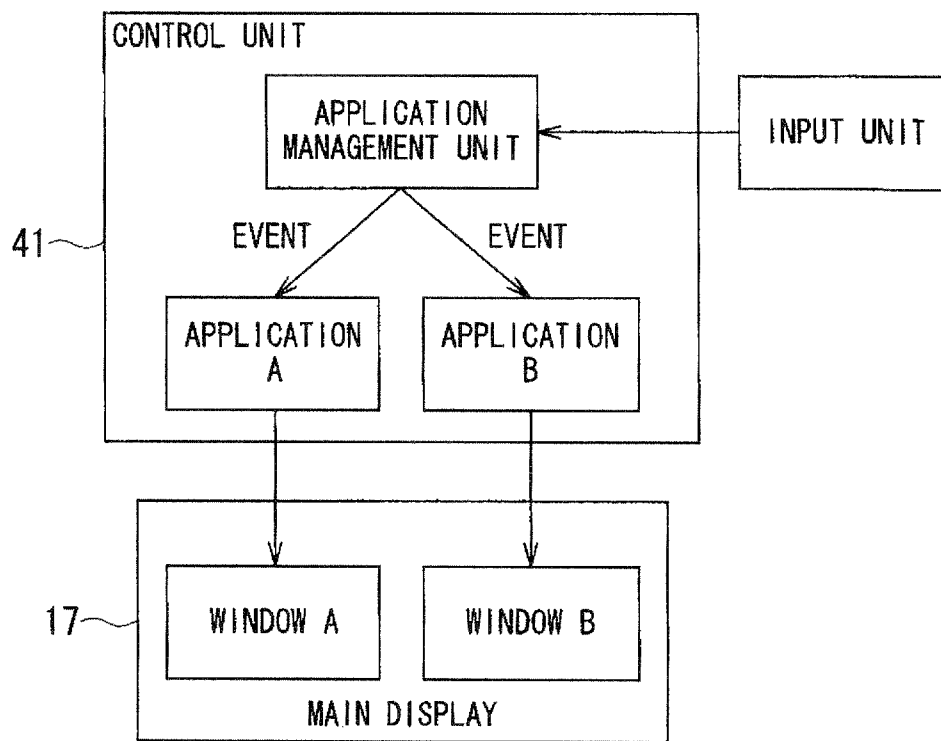 CONTROL UNIT
APPLICATION
MANAGEMENT UNIT
INPUT UNIT
41
EVENT
EVENT
APPLICATION
A
APPLICATION
B
17
WINDOW A
WINDOW B
MAIN DISPLAY